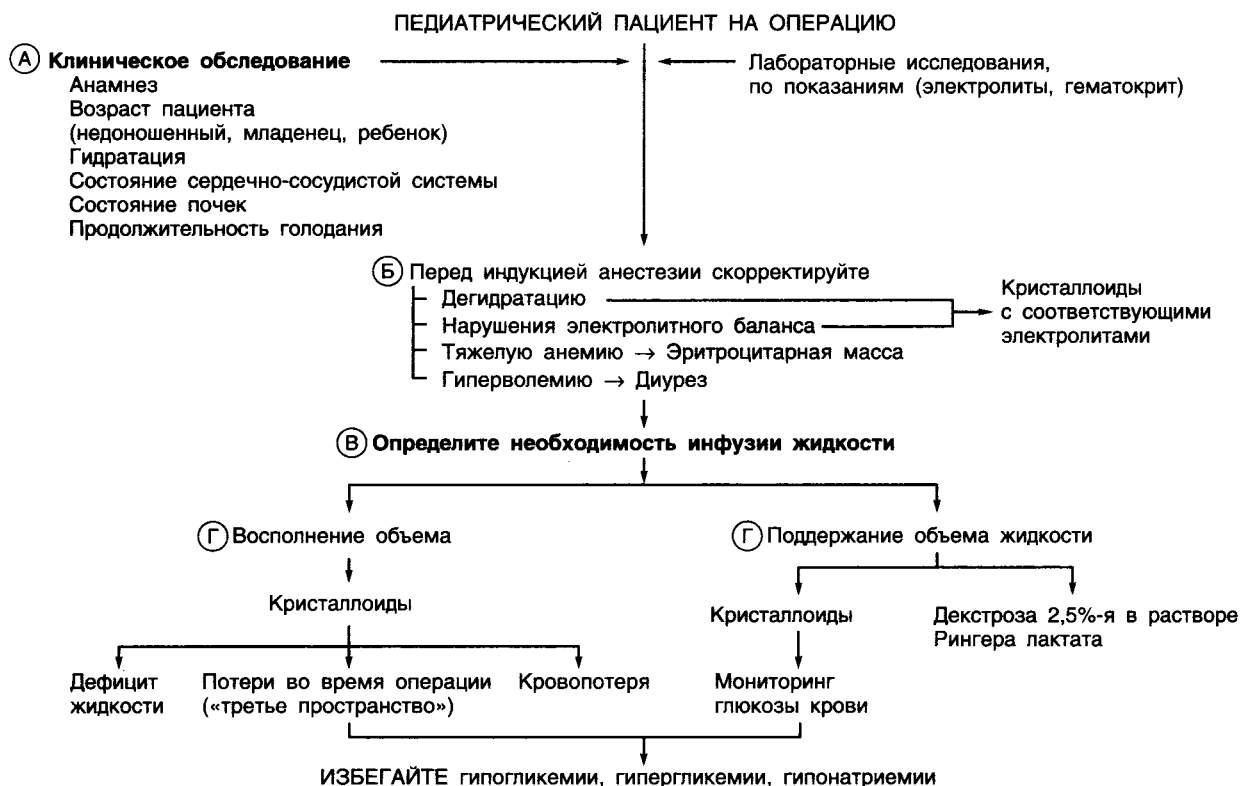 ПЕДИАТРИЧЕСКИЙ ПАЦИЕНТ НА ОПЕРАЦИЮ
А Клиническое обследование
Анамнез
Возраст пациента
(недоношенный, младенец, ребенок)
Гидратация
Состояние сердечно-сосудистой системы
Состояние почек
Продолжительность голодания
Лабораторные исследования,
по показаниям (электролиты, гематокрит)
Б Перед индукцией анестезии скорректируйте
Дегидратацию
Нарушения электролитного баланса
Тяжелую анемию → Эритроцитарная масса
Гиперволемию → Диурез
Кристаллоиды
с соответствующими
электролитами
В Определите необходимость инфузии жидкости
Г Восполнение объема
Кристаллоиды
Дефицит
жидкости
Потери во время операции
(«третье пространство»)
Кровопотеря
Г Поддержание объема жидкости
Кристаллоиды
Мониторинг
глюкозы крови
Декстроза 2,5%-я в растворе
Рингера лактата
ИЗБЕГАЙТЕ гипогликемии, гипергликемии, гипонатриемии